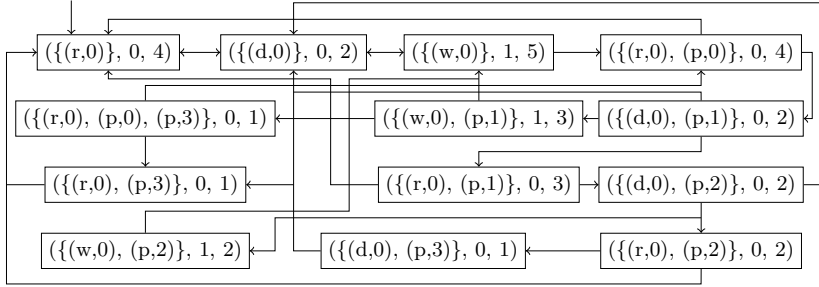 ({(r,0)}, 0, 4) ({(d,0)}, 0, 2) ({(w,0)}, 1, 5) ({(r,0), (p,0)}, 0, 4)
({(r,0), (p,0), (p,3)}, 0, 1) ({(w,0), (p,1)}, 1, 3) ({(d,0), (p,1)}, 0, 2)
({(r,0), (p,3)}, 0, 1) ({(r,0), (p,1)}, 0, 3) ({(d,0), (p,2)}, 0, 2)
({(w,0), (p,2)}, 1, 2) ({(d,0), (p,3)}, 0, 1) ({(r,0), (p,2)}, 0, 2)